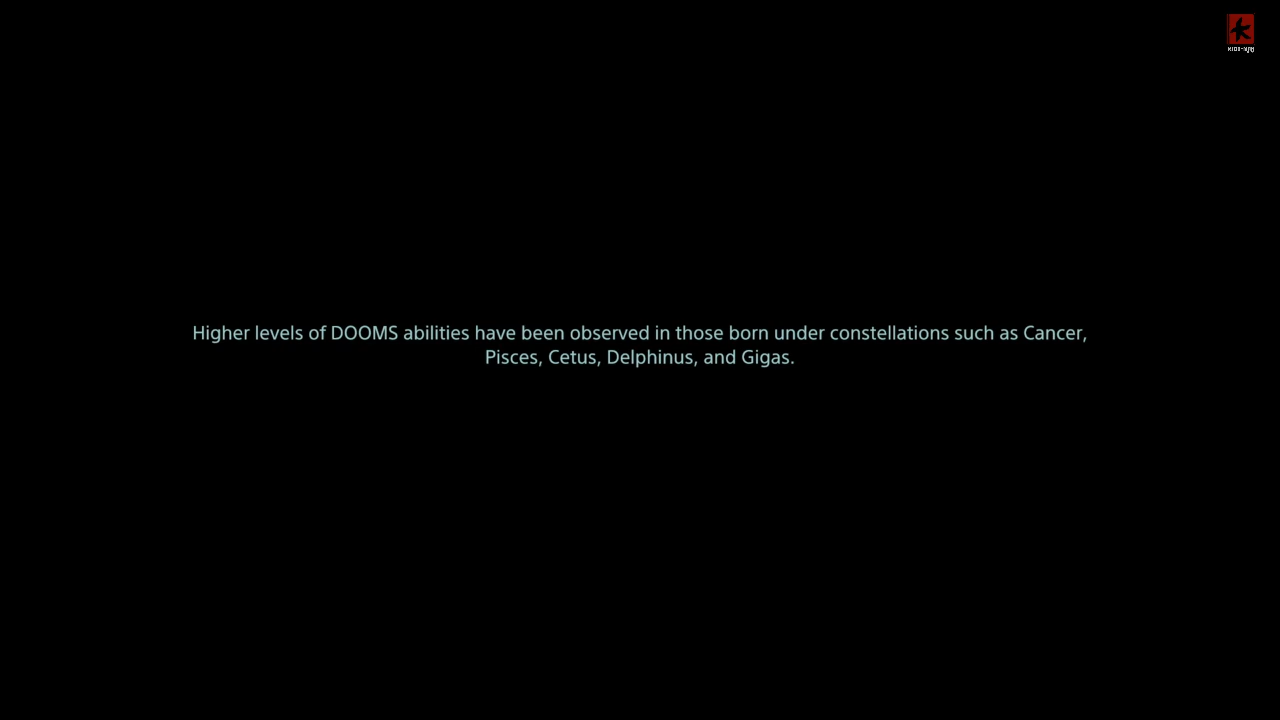 Higher levels of DOOMS abilities have been observed in those born under constellations such as Cancer,
Pisces, Cetus, Delphinus, and Gigas.